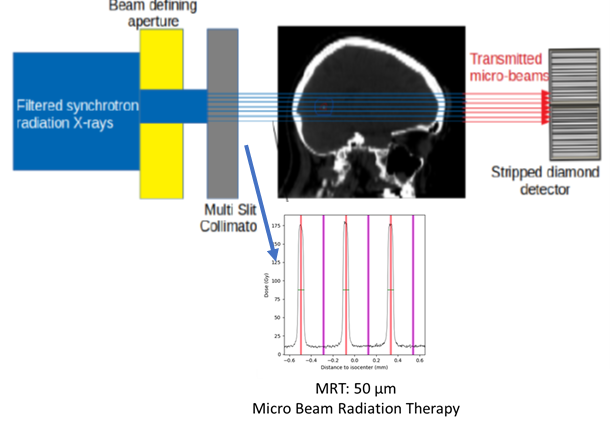 Beam defining
aperture
Filtered synchrotron
radiation X-rays
Transmitted
micro-beams
Stripped diamond
detector
Multi Slit
Collimato
Dose (Gy)
175
150
125
100
75
50
25
0
−0.6 −0.4 −0.2 0.0 0.2 0.4 0.6
Distance to isocenter (mm)
MRT: 50 µm
Micro Beam Radiation Therapy